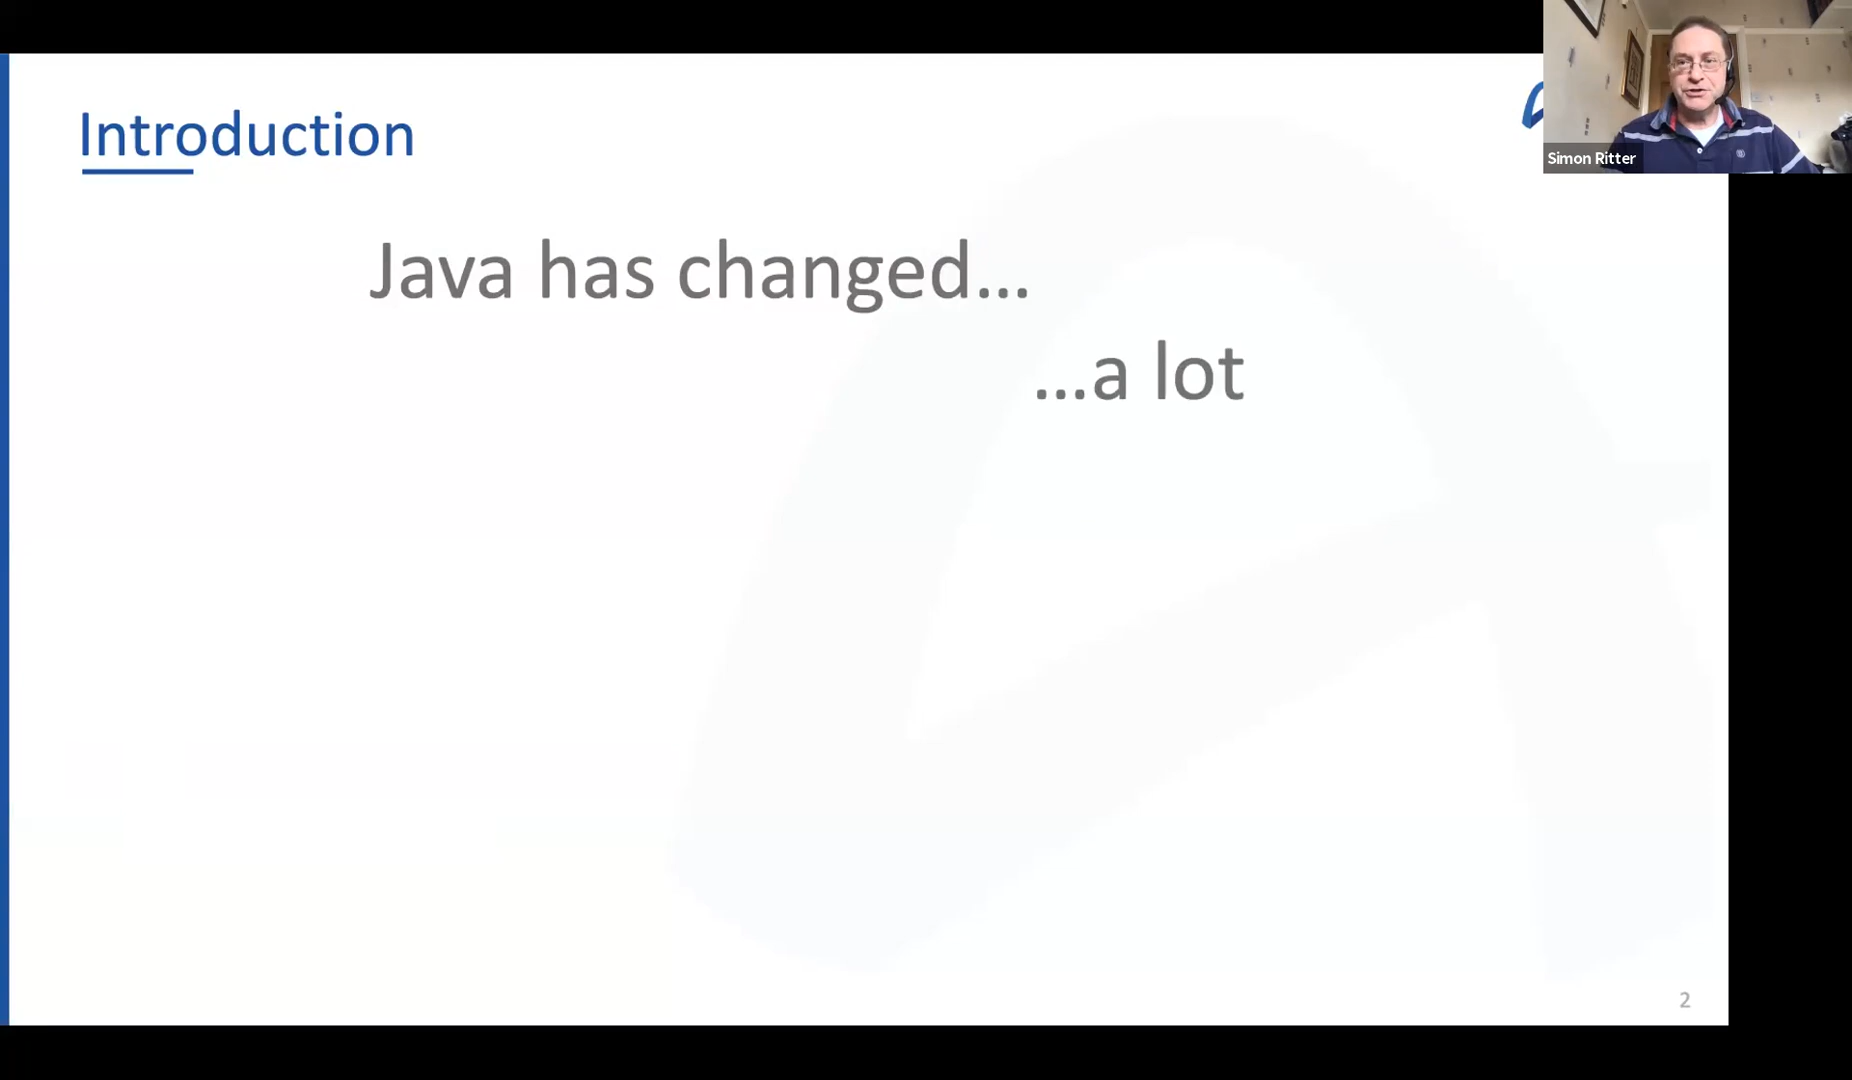 Introduction
Simon Ritter
Java has changed...
...a lot
2